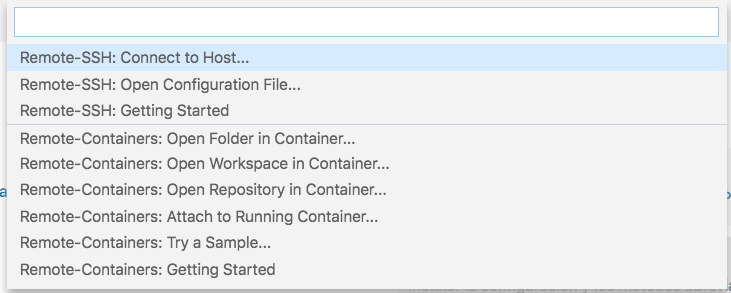 Remote-SSH: Connect to Host...
Remote-SSH: Open Configuration File...
Remote-SSH: Getting Started
Remote-Containers: Open Folder in Container...
Remote-Containers: Open Workspace in Container...
Remote-Containers: Open Repository in Container...
Remote-Containers: Attach to Running Container...
Remote-Containers: Try a Sample...
Remote-Containers: Getting Started